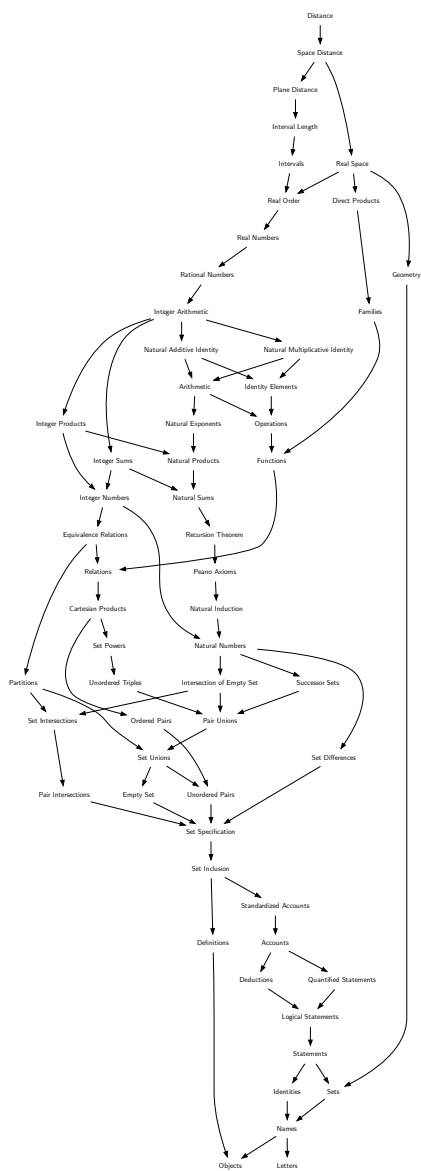 Distance
Space Distance
Plane Distance
Interval Length
Intervals
Real Space
Real Order
Direct Products
Real Numbers
Rational Numbers
Geometry
Integer Arithmetic
Families
Natural Additive Identity
Natural Multiplicative Identity
Arithmetic
Identity Elements
Integer Products
Natural Exponents
Operations
Integer Sums
Natural Products
Functions
Integer Numbers
Natural Sums
Equivalence Relations
Recursion Theorem
Relations
Peano Axioms
Cartesian Products
Natural Induction
Set Powers
Natural Numbers
Partitions
Unordered Triples
Intersection of Empty Set
Successor Sets
Set Intersections
Ordered Pairs
Pair Unions
Set Unions
Set Differences
Pair Intersections
Empty Set
Unordered Pairs
Set Specification
Set Inclusion
Standardized Accounts
Definitions
Accounts
Deductions
Quantified Statements
Logical Statements
Statements
Identities
Sets
Names
Objects
Letters